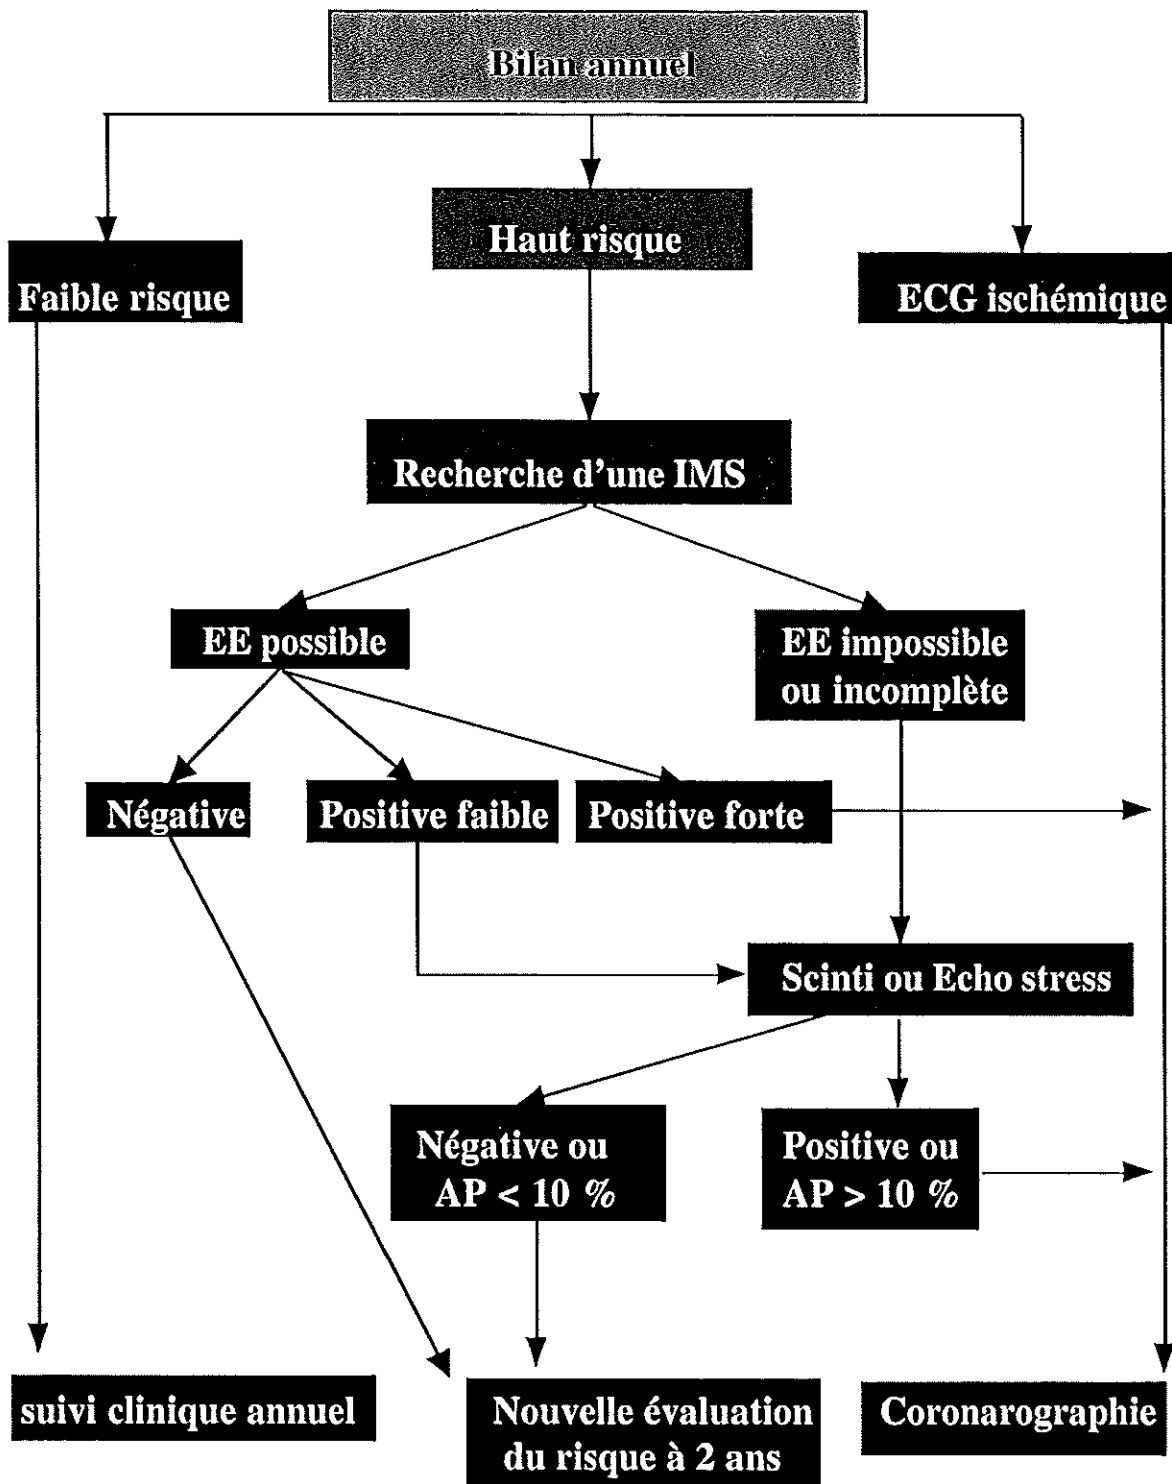 Bilan annuel
Haut risque
Faible risque
ECG ischémique
Recherche d'une IMS
EE possible
EE impossible
ou incomplète
Négative
Positive faible
Positive forte
Scinti ou Echo stress
Négative ou
AP < 10 %
Positive ou
AP > 10 %
suivi clinique annuel
Nouvelle évaluation
du risque à 2 ans
Coronarographie